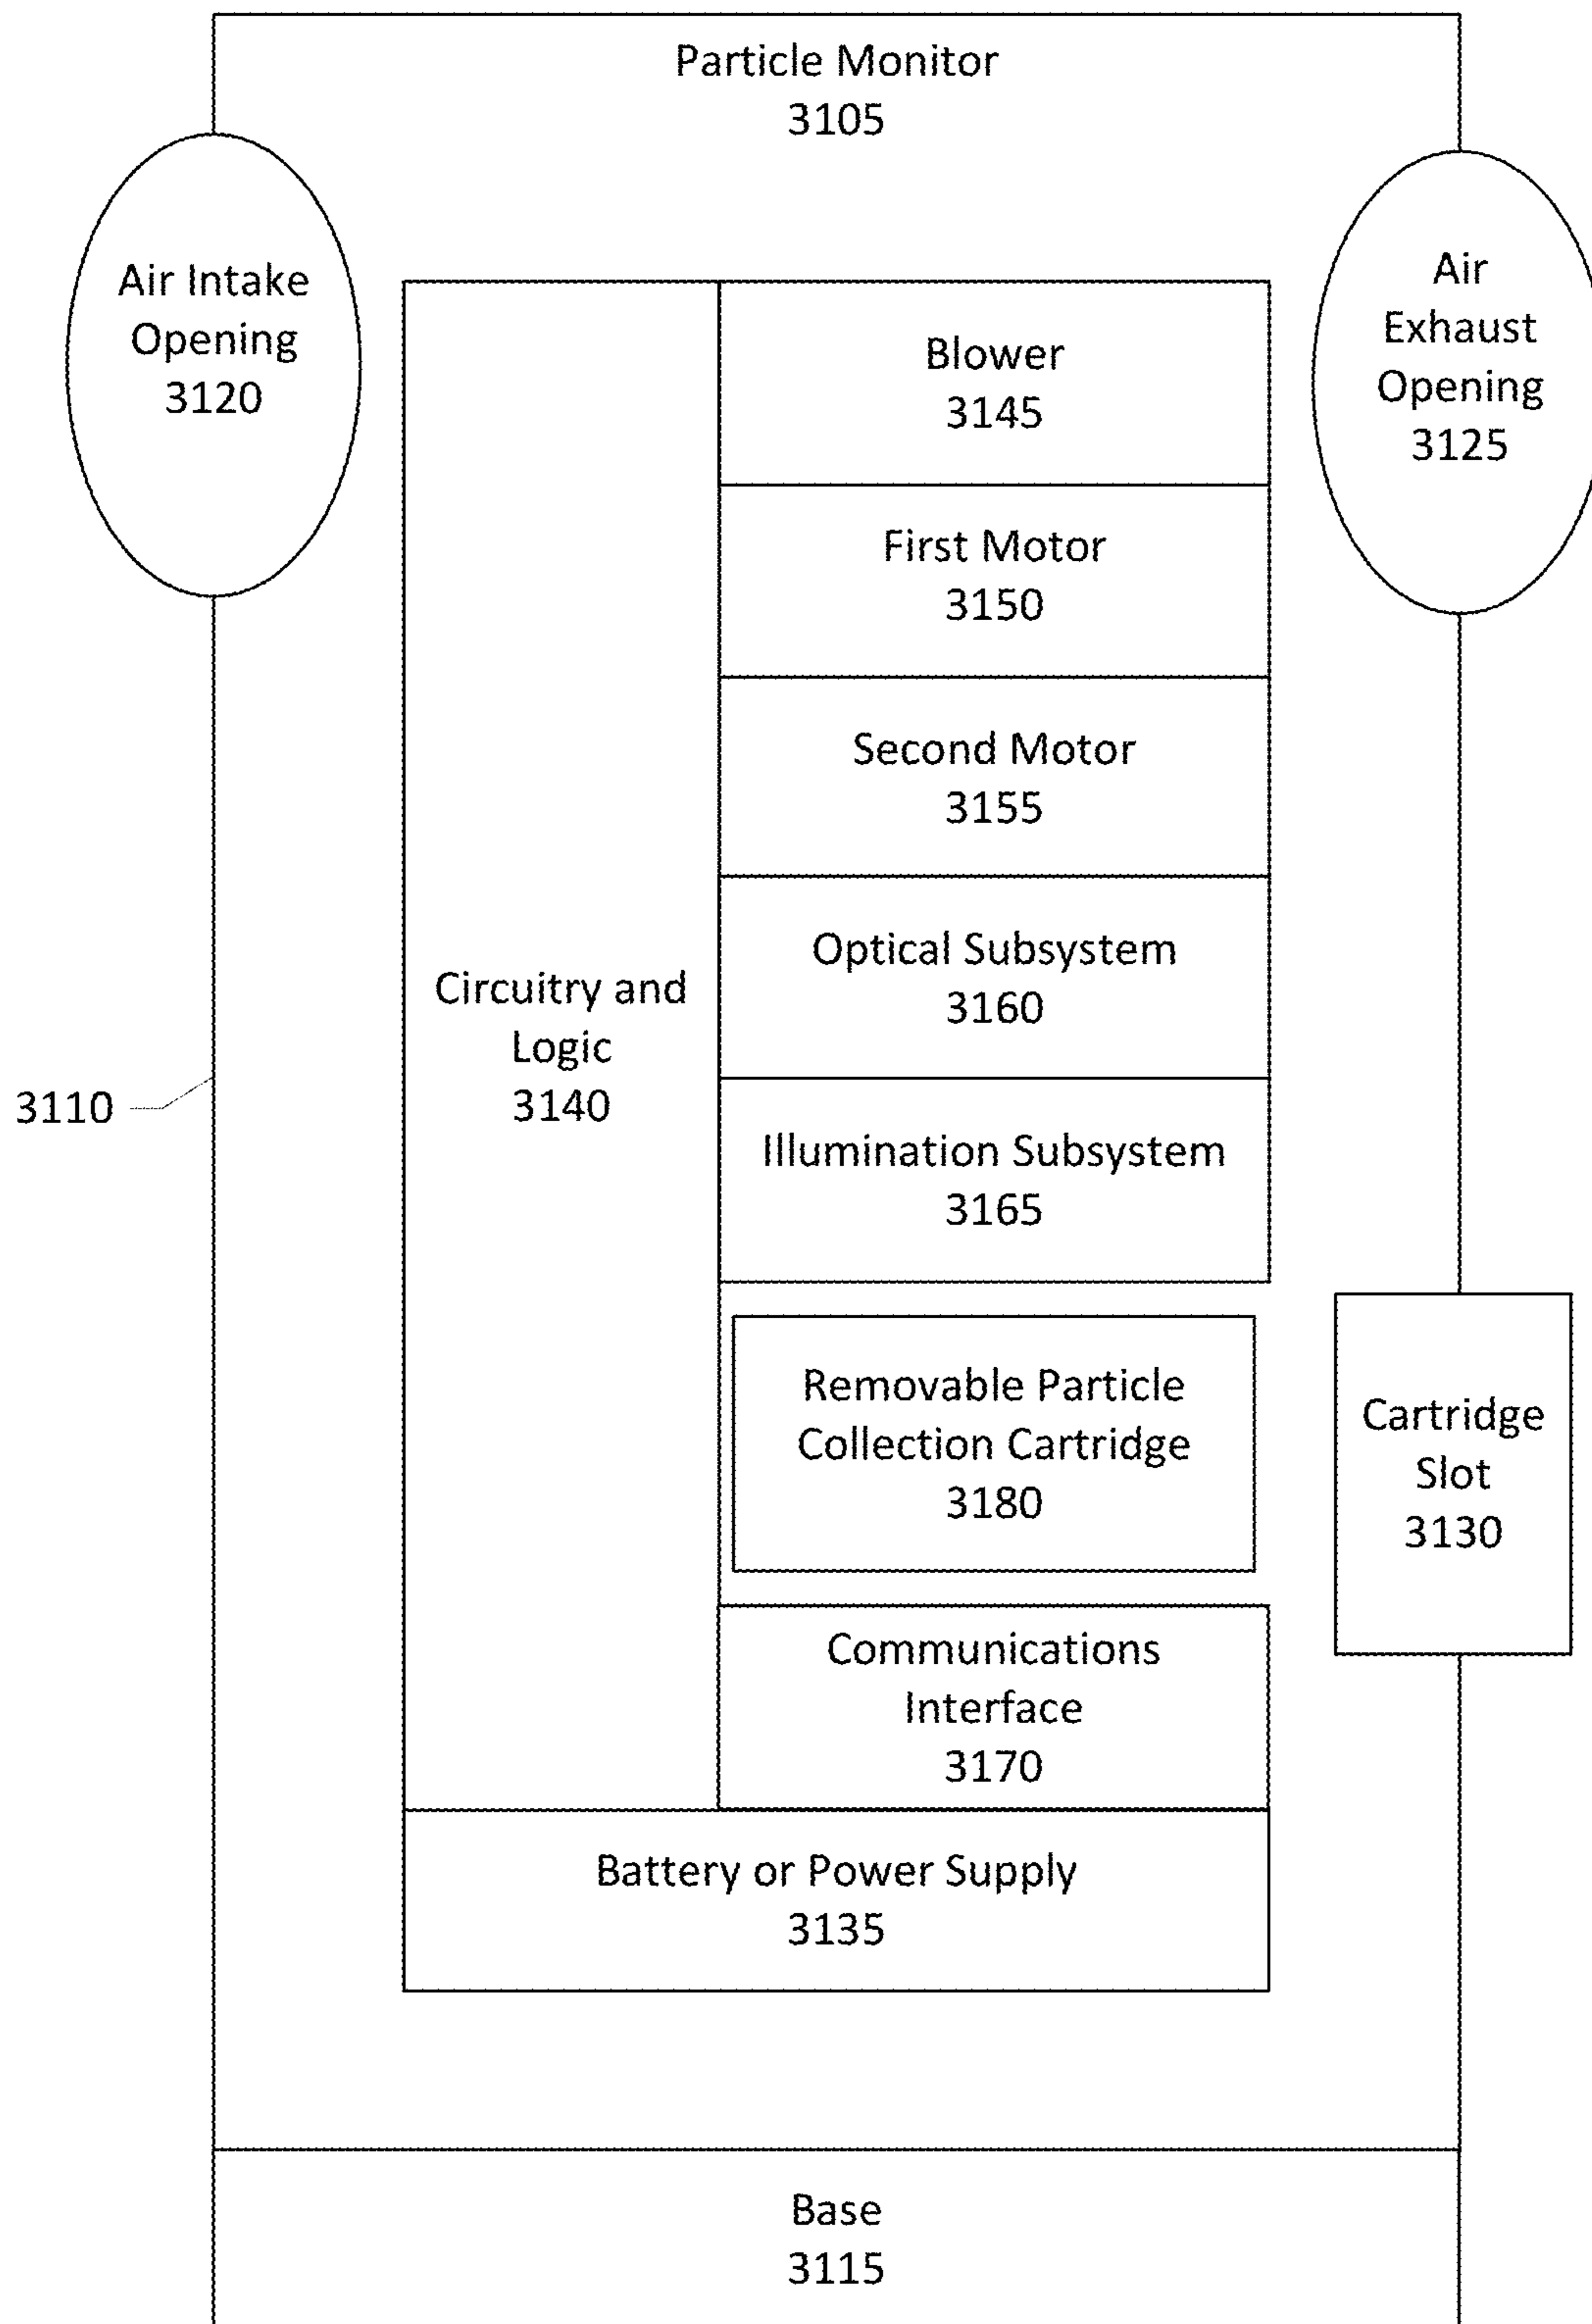 Particle Monitor
3105
Air Intake
Opening
3120
Air
Exhaust
Opening
3125
Blower
3145
First Motor
3150
Second Motor
3155
Optical Subsystem
3160
Circuitry and
Logic
3140
3110
Illumination Subsystem
3165
Removable Particle
Collection Cartridge
3180
Cartridge
Slot
3130
Communications
Interface
3170
Battery or Power Supply
3135
Base
3115